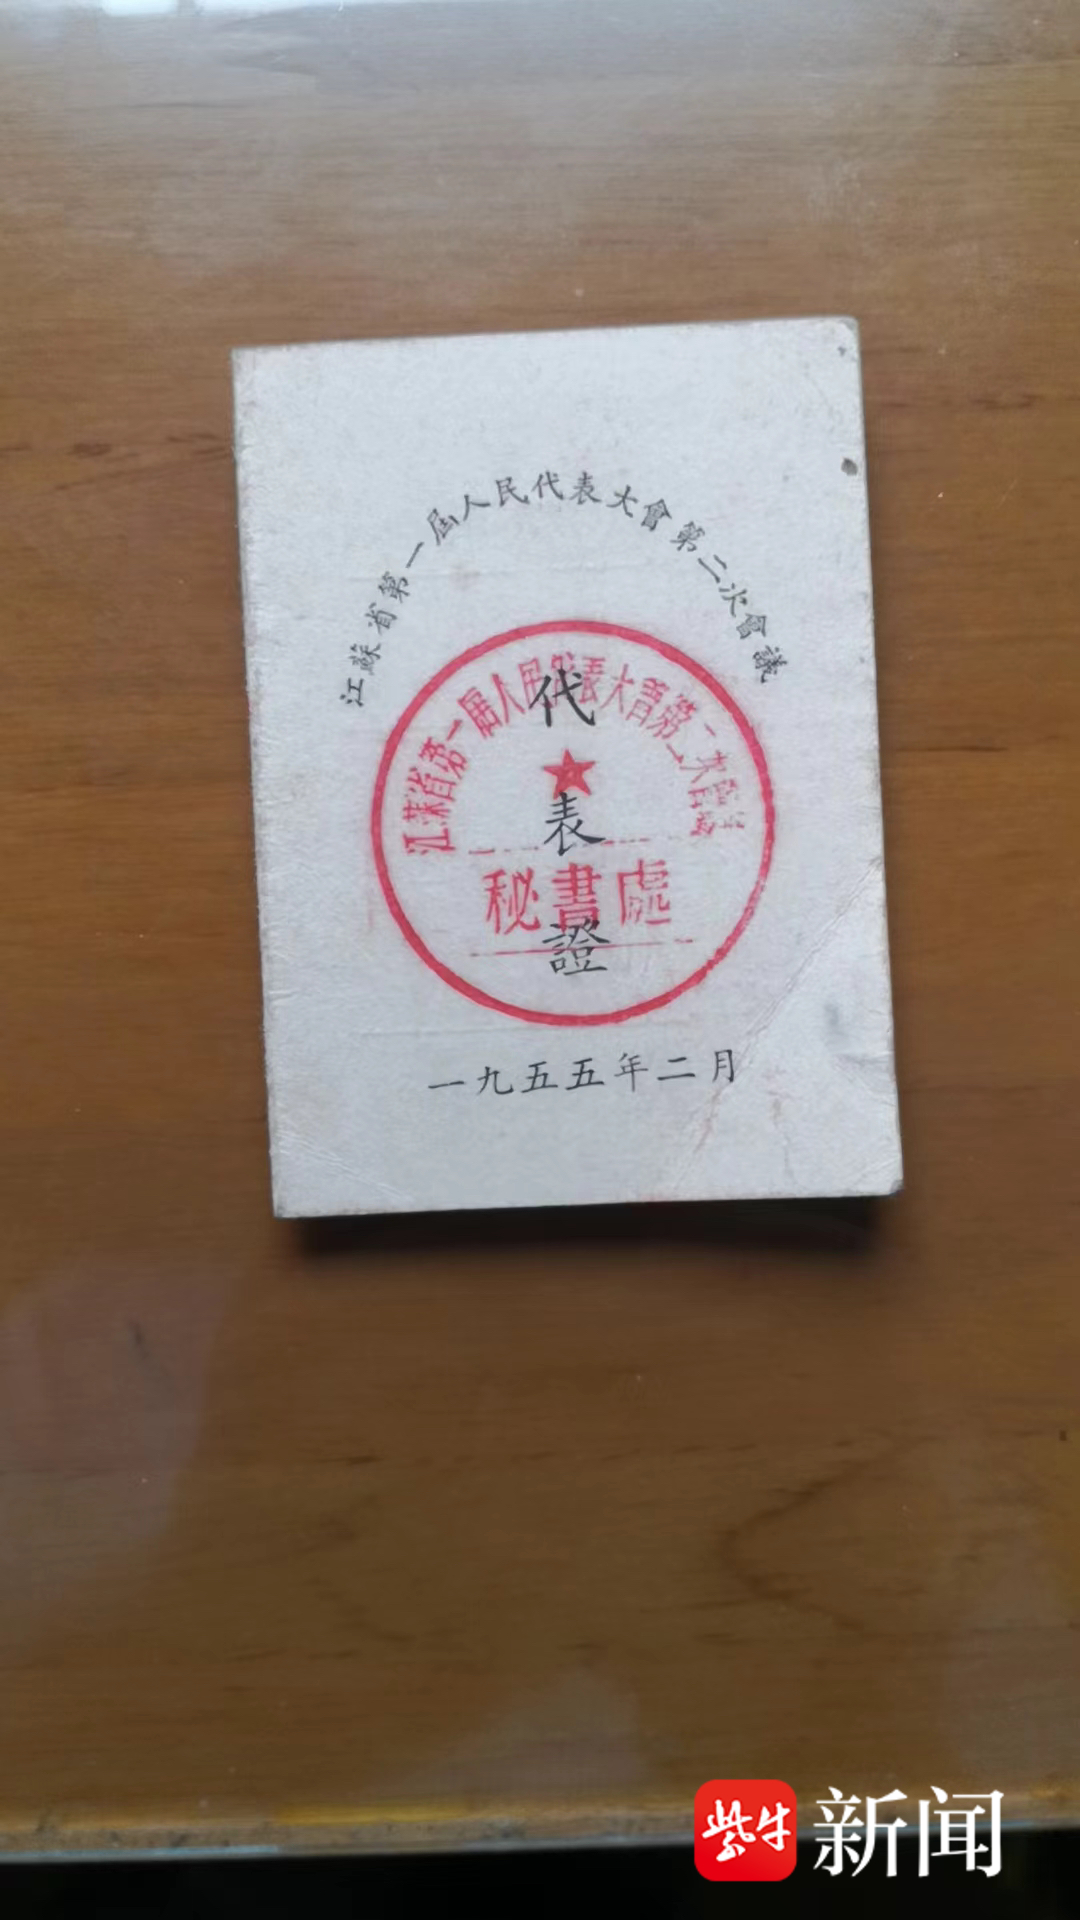 江蘇省第一屆人民代表大會第二次會議
江蘇省第一屆人民代表大會第二次會議
代表證
秘書處
一九五五年二月
紫牛新闻